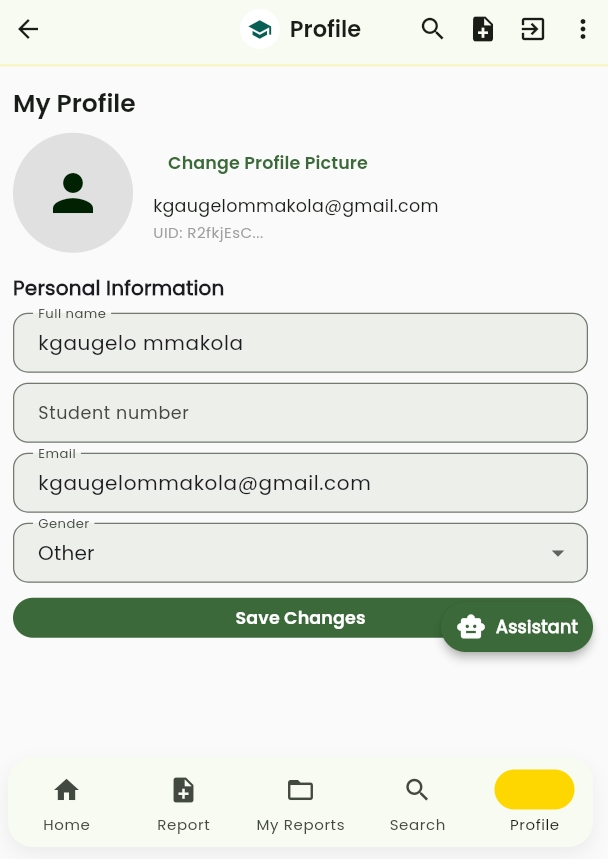 Profile
My Profile
Change Profile Picture
kgaugelommakola@gmail.com
UID: R2fkjEsC...
Personal Information
Full name
kgaugelo mmakola
Student number
Email
kgaugelommakola@gmail.com
Gender
Other
Save Changes
Assistant
Home
Report
My Reports
Search
Profile